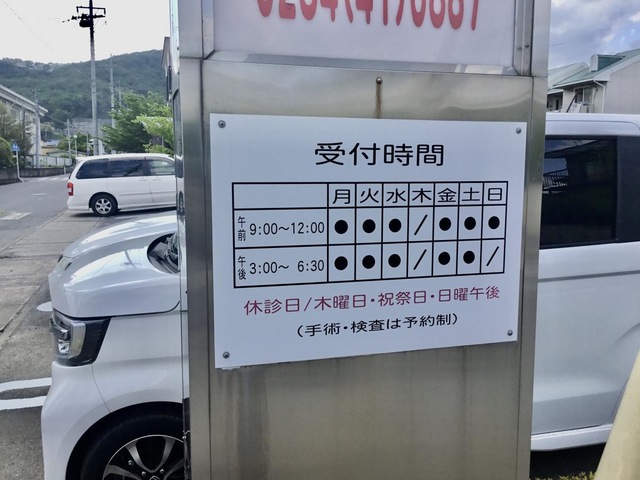 受付時間
月 火 水 木 金 土 日
午前 9:00〜12:00 ● ● ● / ● ● ●
午後 3:00〜 6:30 ● ● ● / ● ● /
休診日/木曜日・祝祭日・日曜午後
(手術・検査は予約制)